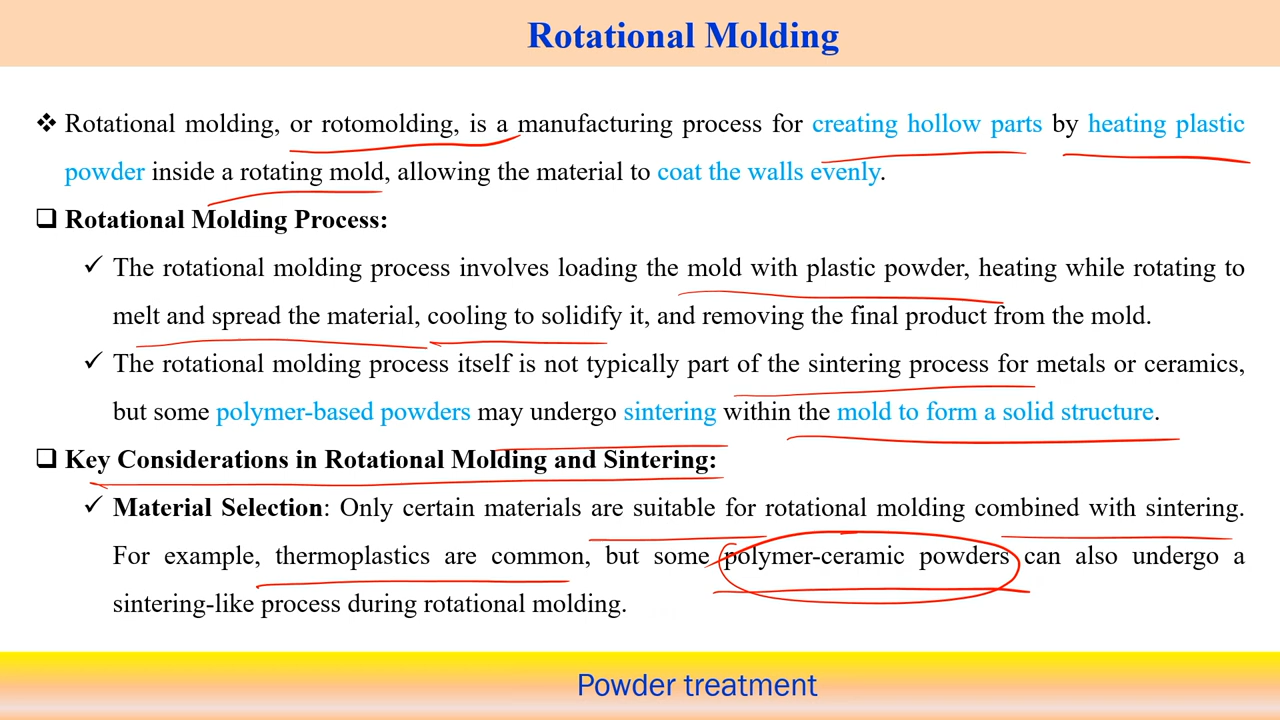 Rotational Molding
❖ Rotational molding, or rotomolding, is a manufacturing process for creating hollow parts by heating plastic
powder inside a rotating mold, allowing the material to coat the walls evenly.
❑ Rotational Molding Process:
✓ The rotational molding process involves loading the mold with plastic powder, heating while rotating to
melt and spread the material, cooling to solidify it, and removing the final product from the mold.
✓ The rotational molding process itself is not typically part of the sintering process for metals or ceramics,
but some polymer-based powders may undergo sintering within the mold to form a solid structure.
❑ Key Considerations in Rotational Molding and Sintering:
✓ Material Selection: Only certain materials are suitable for rotational molding combined with sintering.
For example, thermoplastics are common, but some polymer-ceramic powders can also undergo a
sintering-like process during rotational molding.
Powder treatment